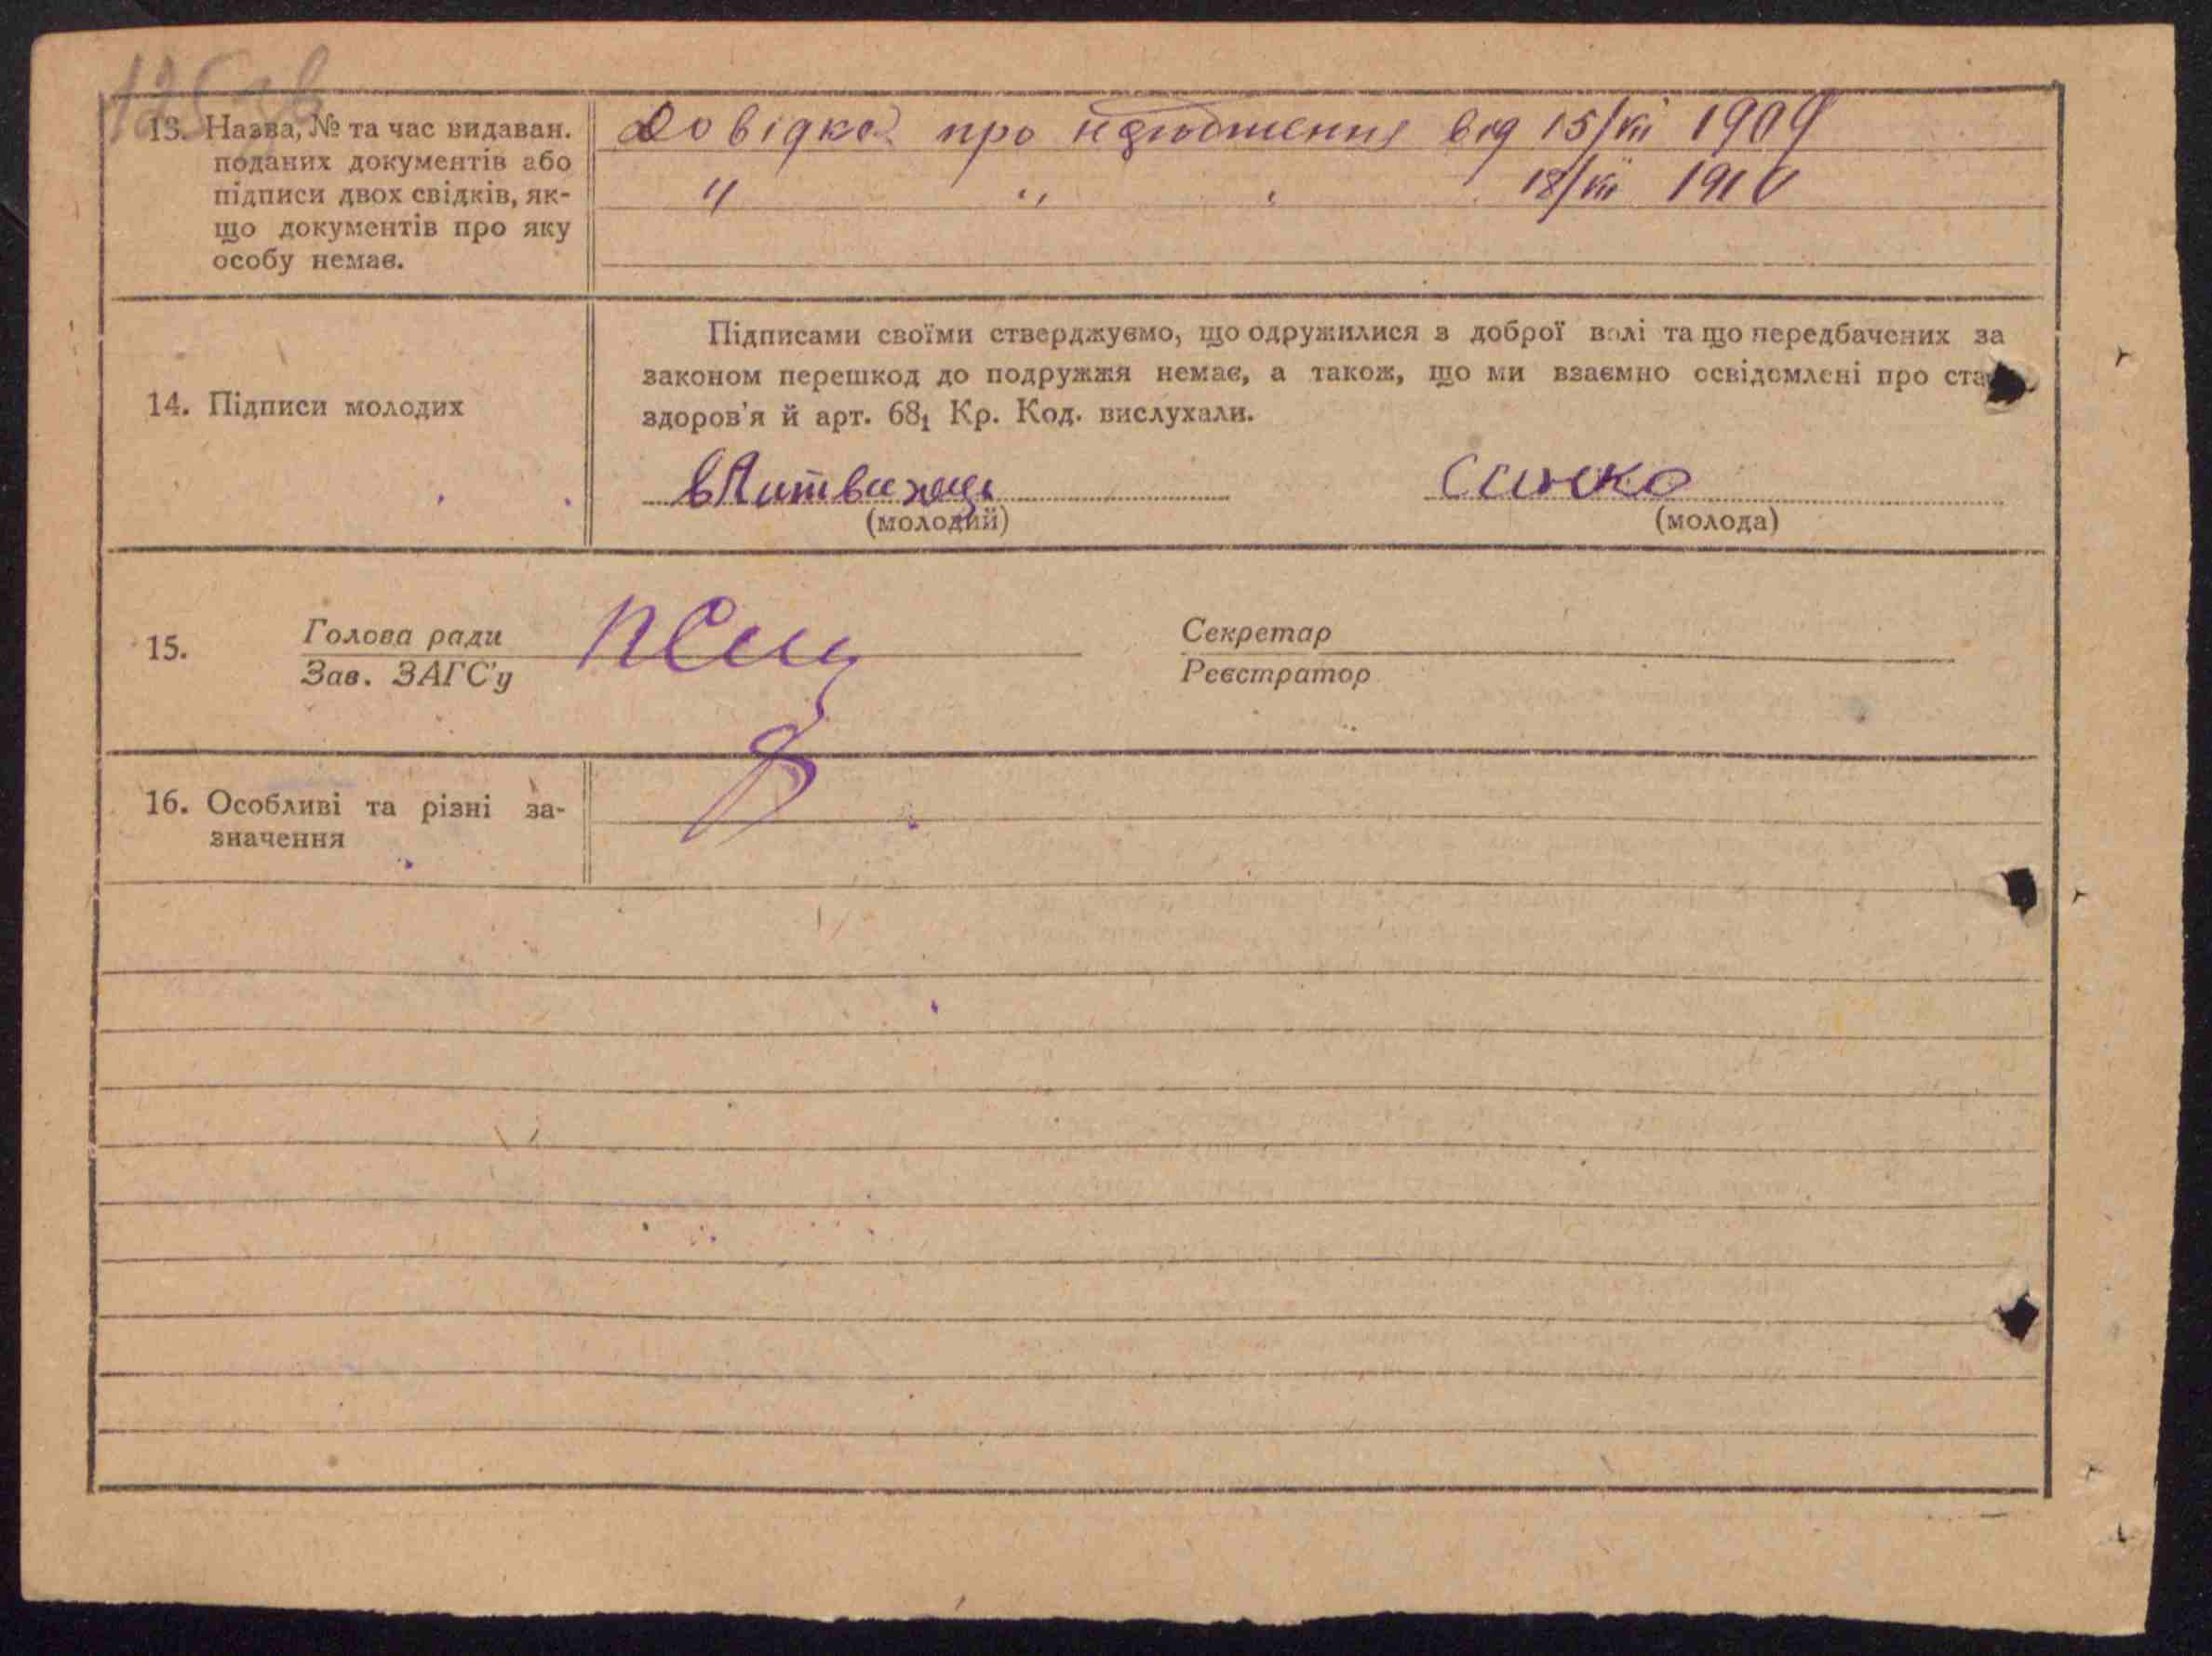 125 зв
13. Назва, № та час видаван.
поданих документів або
підписи двох свідків, як-
що документів про яку
особу немає.
Довідка про від 15/VII 1909
" " " 18/VII 1910
14. Підписи молодих
Підписами своїми стверджуємо, що одружилися з доброї волі та що передбачених за
законом перешкод до подружжя немає, а також, що ми взаємно освідомлені про ста
здоров'я й арт. 68₁ Кр. Код. вислухали.
(молодий)
(молода)
15. Голова ради
Зав. ЗАГС'у
Секретар
Реєстратор
16. Особливі та різні за-
значення